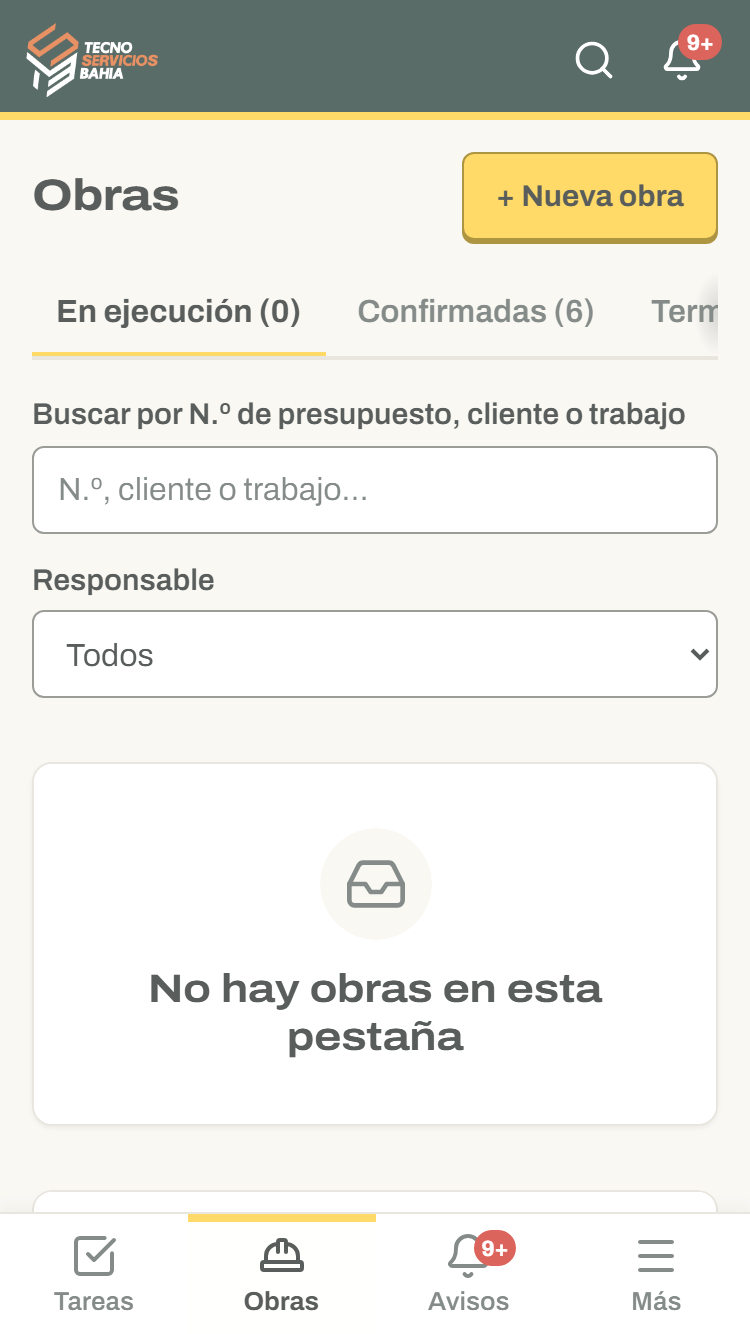 TECNO
SERVICIOS
BAHIA
9+
Obras
+ Nueva obra
En ejecución (0)
Confirmadas (6)
Term
Buscar por N.º de presupuesto, cliente o trabajo
N.º, cliente o trabajo...
Responsable
Todos
No hay obras en esta
pestaña
9+
Tareas
Obras
Avisos
Más